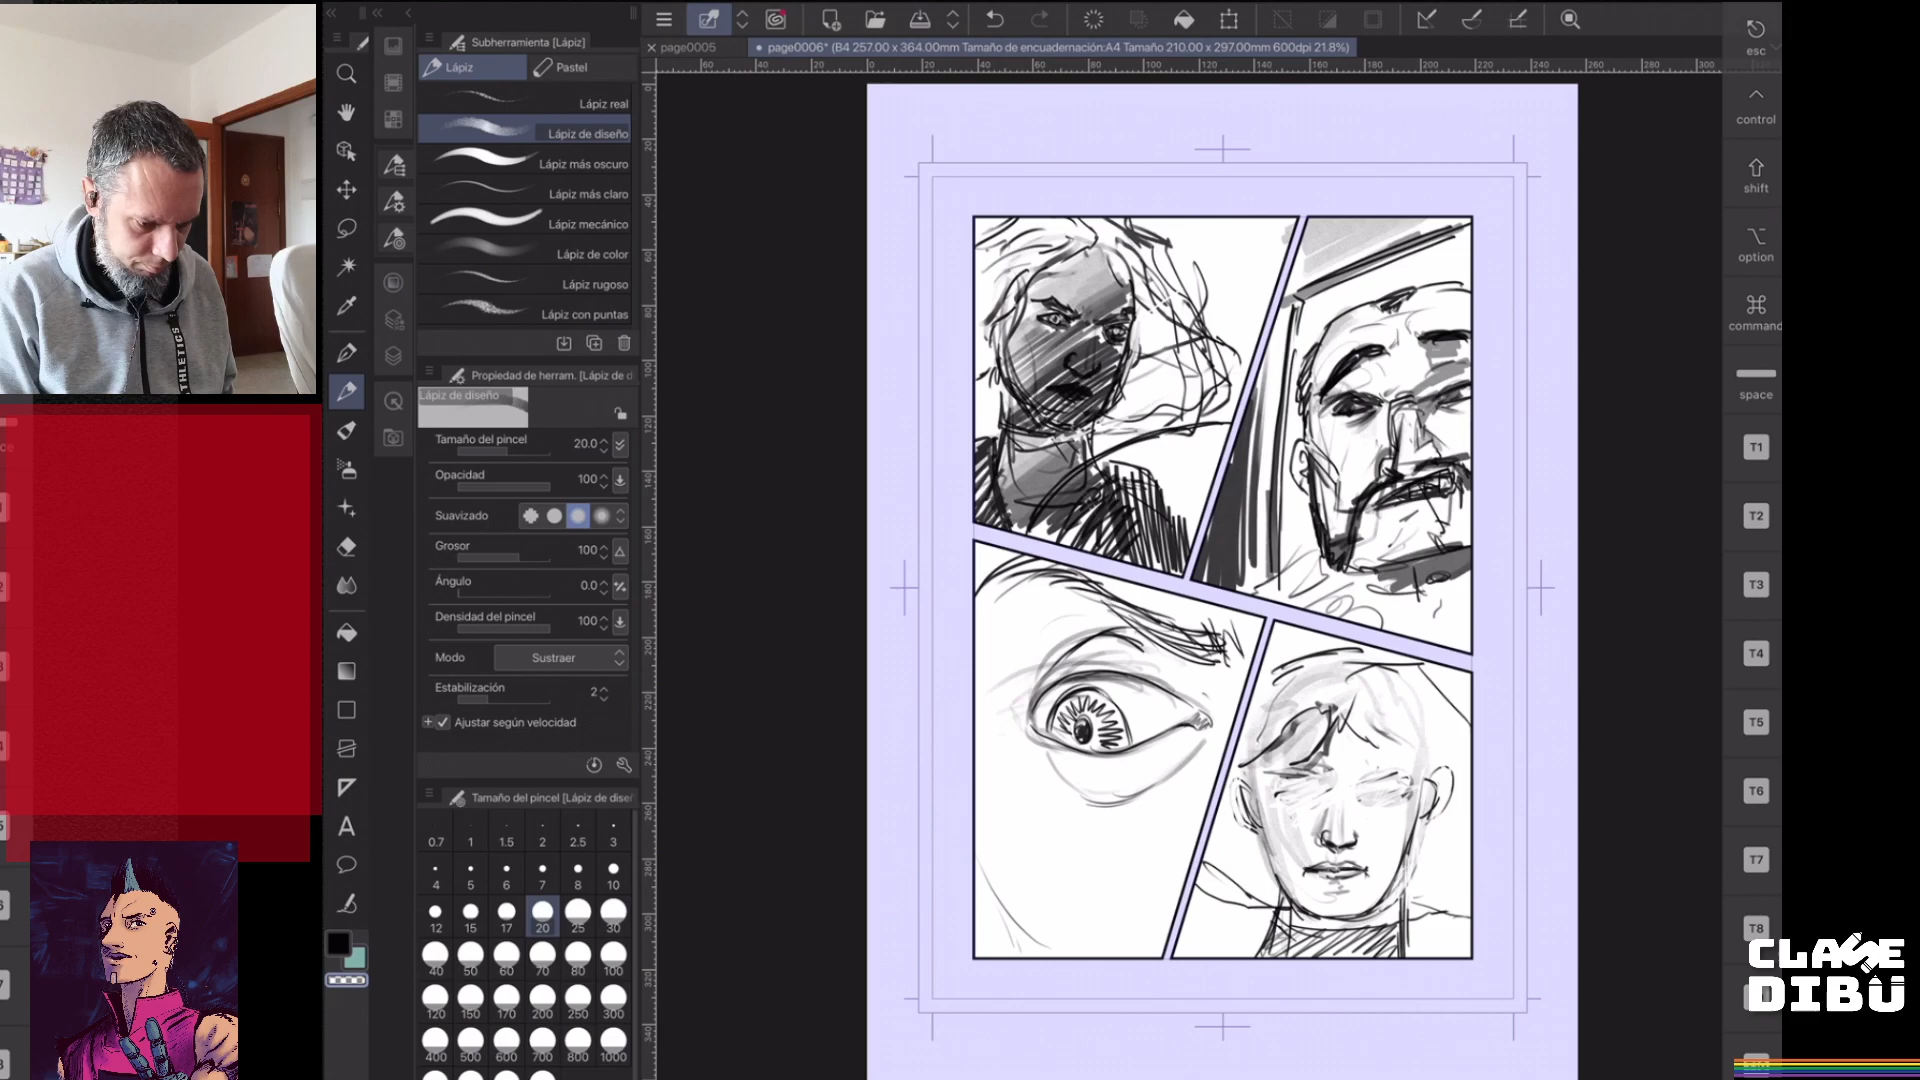 Subherramienta [Lápiz]
Lápiz
Pastel
Lápiz real
Lápiz de diseño
Lápiz más oscuro
Lápiz más claro
Lápiz mecánico
Lápiz de color
Lápiz rugoso
Lápiz con puntas
Propiedad de herram. [Lápiz de d
Lápiz de diseño
Tamaño del pincel 20.0
Opacidad 100
Suavizado
Grosor 100
Ángulo 0.0
Densidad del pincel 100
Modo Sustraer
Estabilización 2
Ajustar según velocidad
Tamaño del pincel [Lápiz de diser
0.7 1 1.5 2 2.5 3
4 5 6 7 8 10
12 15 17 20 25 30
40 50 60 70 80 100
120 150 170 200 250 300
400 500 600 700 800 1000
page0005
page0006* (B4 257.00 x 364.00mm Tamaño de encuadernación:A4 Tamaño 210.00 x 297.00mm 600dpi 21.8%)
esc
control
shift
option
command
space
T1
T2
T3
T4
T5
T6
T7
T8
CLASE
DIBU
THLETICS